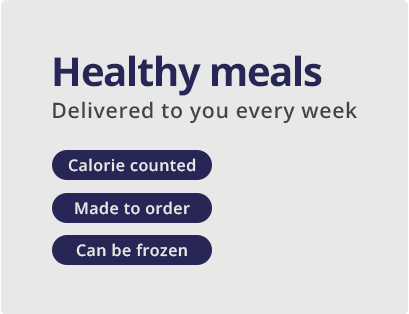 Healthy meals
Delivered to you every week
Calorie counted
Made to order
Can be frozen